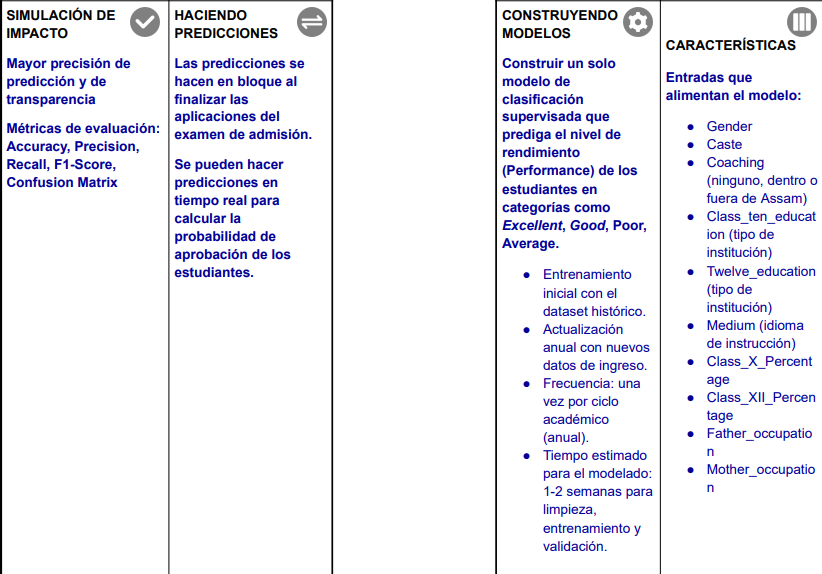 SIMULACIÓN DE
IMPACTO
Mayor precisión de
predicción y de
transparencia
Métricas de evaluación:
Accuracy, Precision,
Recall, F1-Score,
Confusion Matrix
HACIENDO
PREDICCIONES
Las predicciones se
hacen en bloque al
finalizar las
aplicaciones del
examen de admisión.
Se pueden hacer
predicciones en
tiempo real para
calcular la
probabilidad de
aprobación de los
estudiantes.
CONSTRUYENDO
MODELOS
Construir un solo
modelo de
clasificación
supervisada que
prediga el nivel de
rendimiento
(Performance) de los
estudiantes en
categorías como
Excellent, Good, Poor,
Average.
● Entrenamiento
inicial con el
dataset histórico.
● Actualización
anual con nuevos
datos de ingreso.
● Frecuencia: una
vez por ciclo
académico
(anual).
● Tiempo estimado
para el modelado:
1-2 semanas para
limpieza,
entrenamiento y
validación.
CARACTERÍSTICAS
Entradas que
alimentan el modelo:
● Gender
● Caste
● Coaching
(ninguno, dentro o
fuera de Assam)
● Class_ten_educat
ion (tipo de
institución)
● Twelve_education
(tipo de
institución)
● Medium (idioma
de instrucción)
● Class_X_Percent
age
● Class_XII_Percen
tage
● Father_occupatio
n
● Mother_occupatio
n